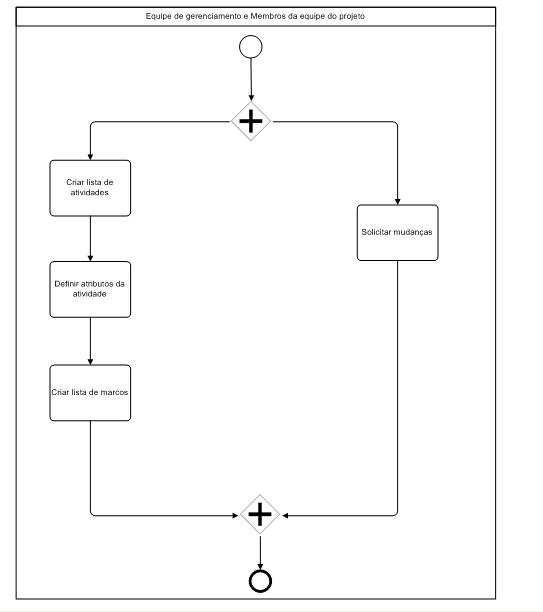 Equipe de gerenciamento e Membros da equipe do projeto
Criar lista de
atividades
Solicitar mudanças
Definir atributos da
atividade
Criar lista de marcos